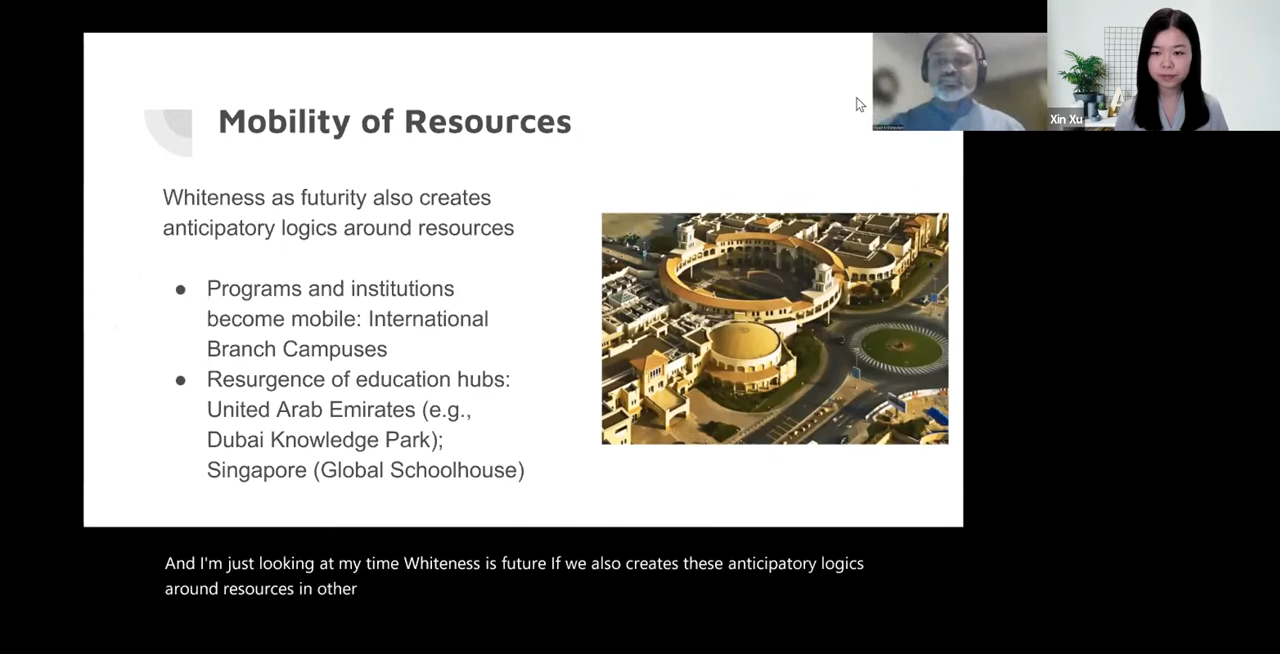 Mobility of Resources
Xin Xu
Whiteness as futurity also creates
anticipatory logics around resources
● Programs and institutions
become mobile: International
Branch Campuses
● Resurgence of education hubs:
United Arab Emirates (e.g.,
Dubai Knowledge Park);
Singapore (Global Schoolhouse)
And I'm just looking at my time Whiteness is future If we also creates these anticipatory logics
around resources in other